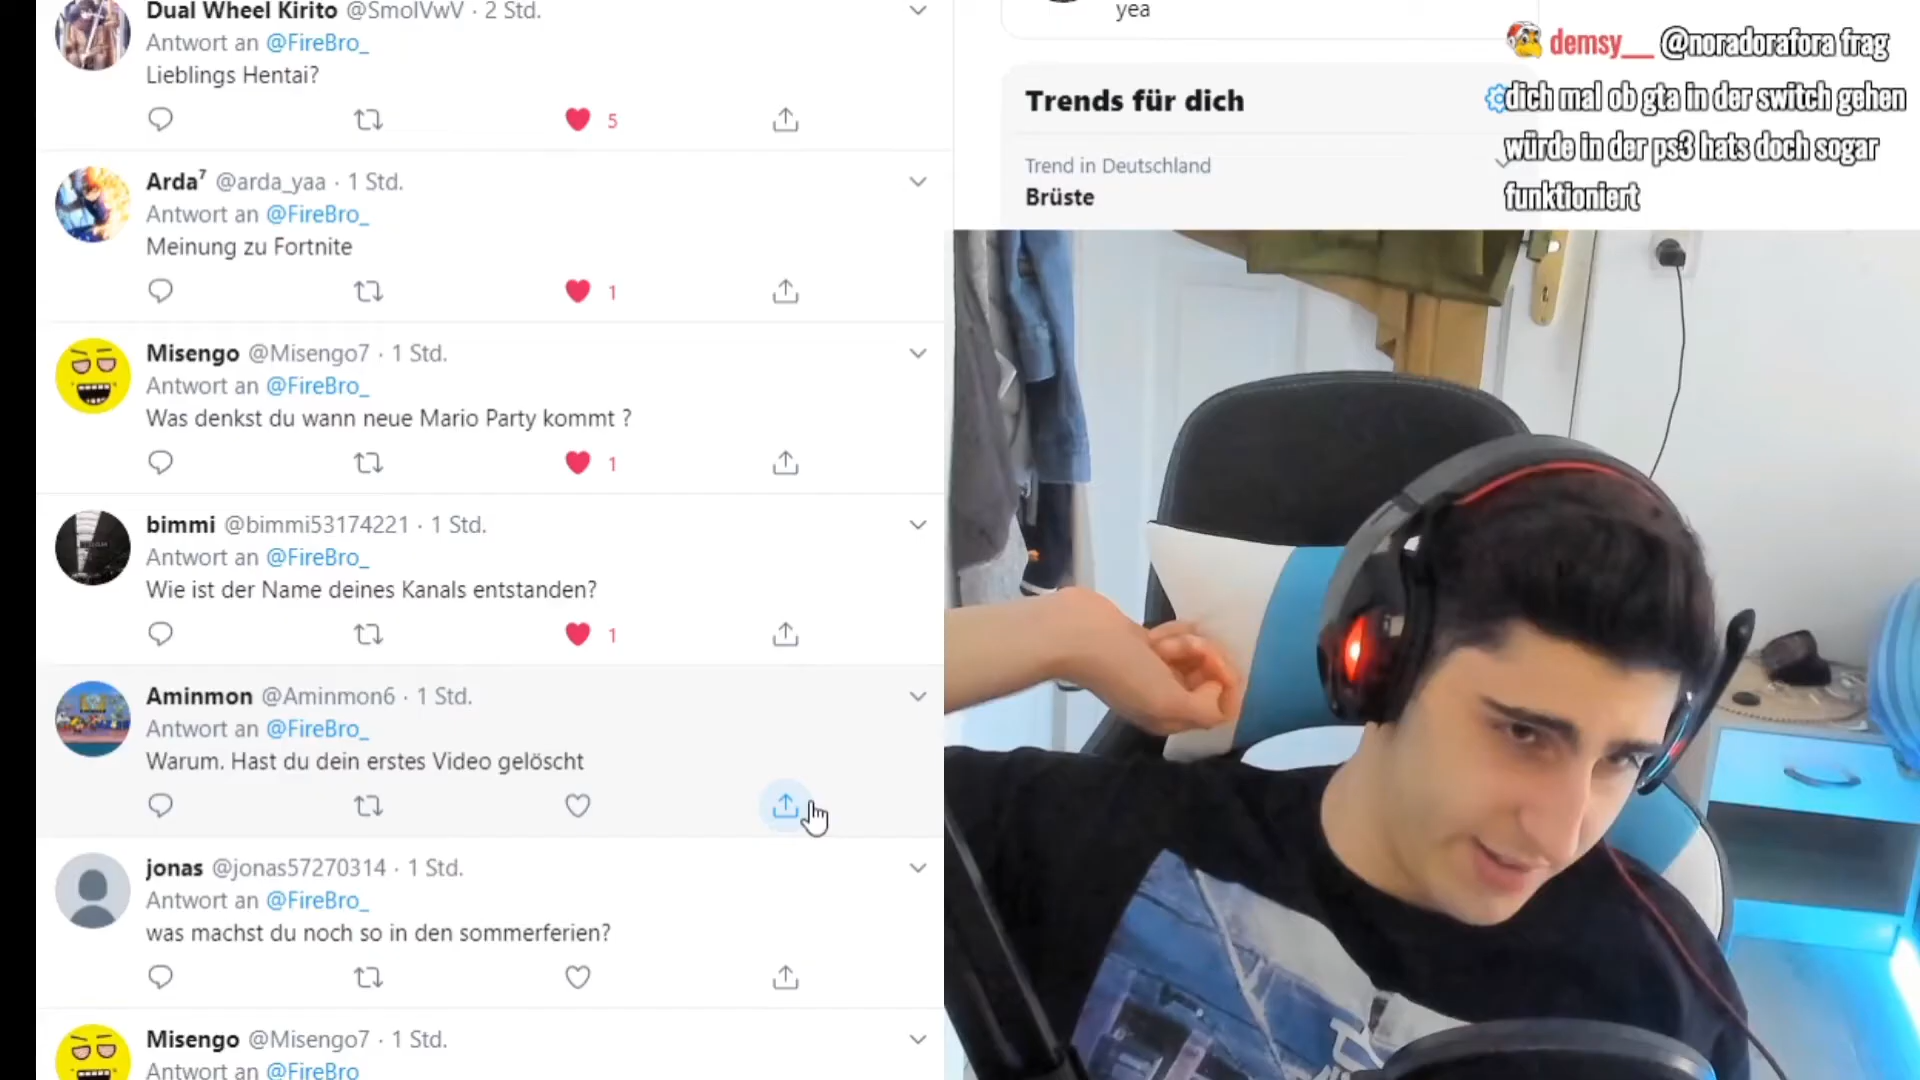 Dual Wheel Kirito @SmolVwV · 2 Std.
Antwort an @FireBro_
Lieblings Hentai?
5
Arda⁷ @arda_yaa · 1 Std.
Antwort an @FireBro_
Meinung zu Fortnite
1
Misengo @Misengo7 · 1 Std.
Antwort an @FireBro_
Was denkst du wann neue Mario Party kommt ?
1
bimmi @bimmi53174221 · 1 Std.
Antwort an @FireBro_
Wie ist der Name deines Kanals entstanden?
1
Aminmon @Aminmon6 · 1 Std.
Antwort an @FireBro_
Warum. Hast du dein erstes Video gelöscht
jonas @jonas57270314 · 1 Std.
Antwort an @FireBro_
was machst du noch so in den sommerferien?
Misengo @Misengo7 · 1 Std.
Antwort an @FireBro
yea
Trends für dich
Trend in Deutschland
Brüste
demsy__ @noradorafora frag
dich mal ob gta in der switch gehen
würde in der ps3 hats doch sogar
funktioniert